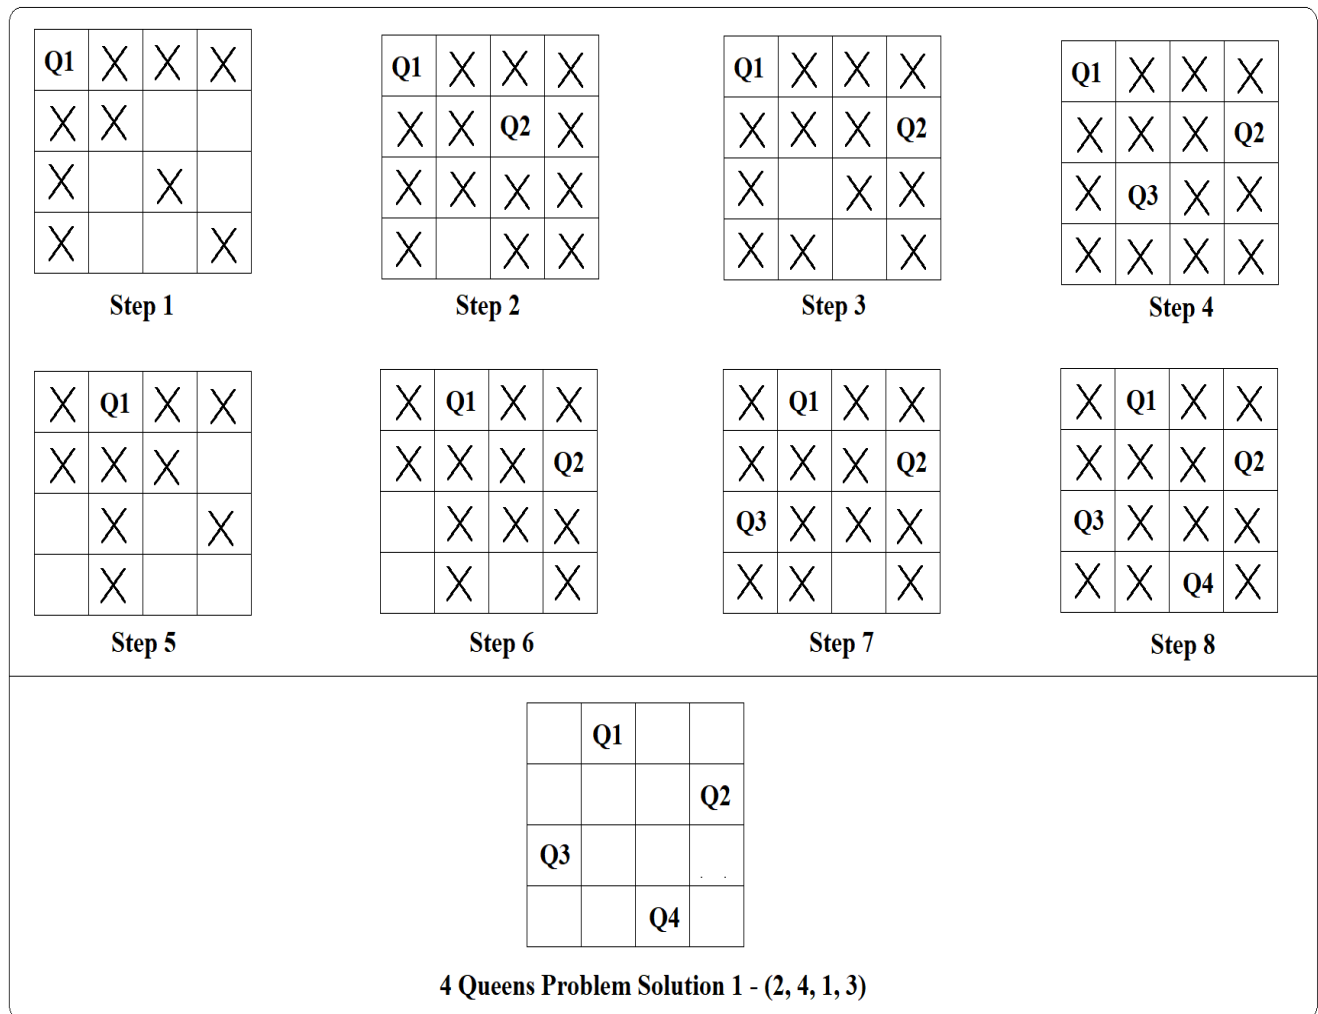 Q1 X X X
X X
X X
X X
Step 1
Q1 X X X
X X Q2 X
X X X X
X X X
Step 2
Q1 X X X
X X X Q2
X X X
X X X
Step 3
Q1 X X X
X X X Q2
X Q3 X X
X X X X
Step 4
X Q1 X X
X X X
X X
X
Step 5
X Q1 X X
X X X Q2
X X X
X X
Step 6
X Q1 X X
X X X Q2
Q3 X X X
X X X
Step 7
X Q1 X X
X X X Q2
Q3 X X X
X X Q4 X
Step 8
Q1
Q2
Q3
Q4
4 Queens Problem Solution 1 - (2, 4, 1, 3)